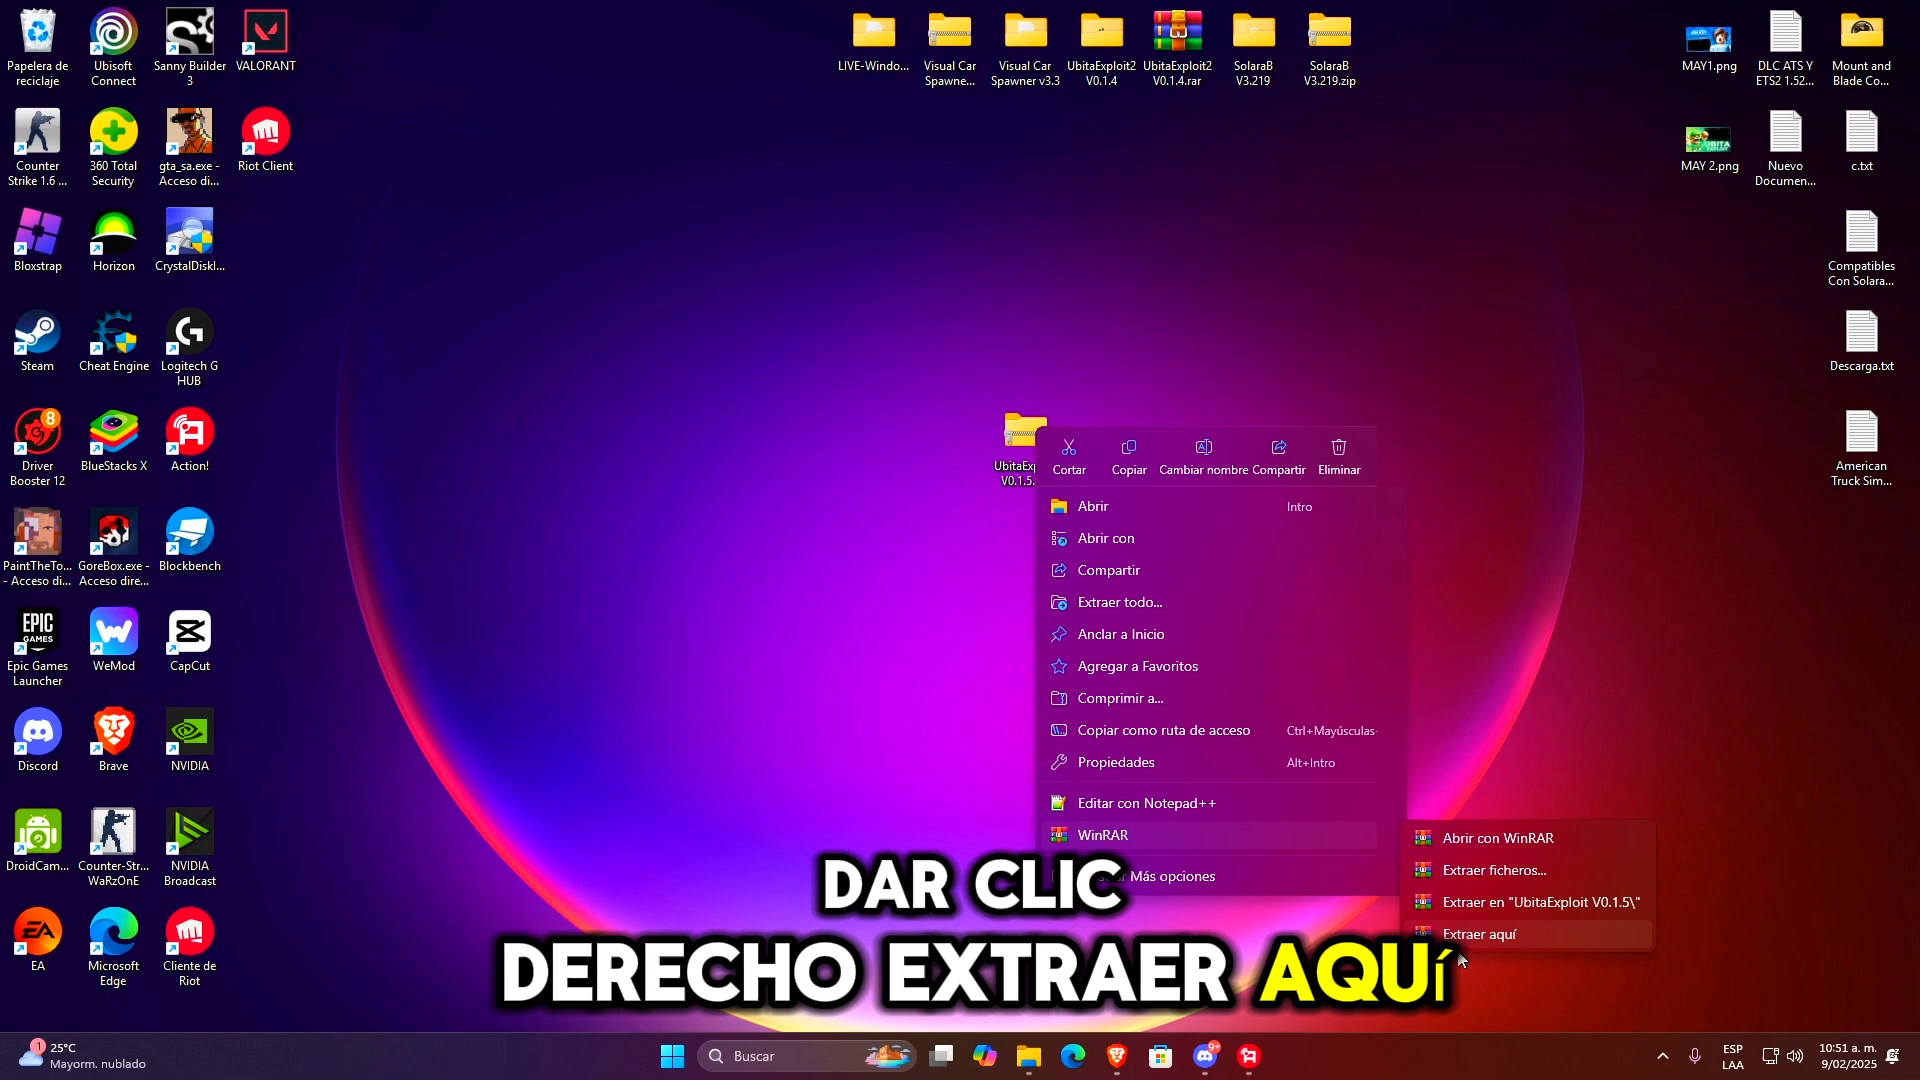 Papelera de
reciclaje
Ubisoft
Connect
Sanny Builder
3
VALORANT
LIVE-Windo...
Visual Car
Spawne...
Visual Car
Spawner v3.3
UbitaExploit2
V0.1.4
UbitaExploit2
V0.1.4.rar
SolaraB
V3.219
SolaraB
V3.219.zip
MAY1.png
DLC ATS Y
ETS2 1.52...
Mount and
Blade Co...
Counter
Strike 1.6 ...
360 Total
Security
gta_sa.exe -
Acceso di...
Riot Client
MAY 2.png
Nuevo
Documen...
c.txt
Bloxstrap
Horizon
CrystalDiskI...
Compatibles
Con Solara...
Steam
Cheat Engine
Logitech G
HUB
Descarga.txt
8
Driver
Booster 12
BlueStacks X
Action!
American
Truck Sim...
V0.1.5.
Cortar
Copiar
Cambiar nombre
Compartir
Eliminar
Abrir Intro
Abrir con
Compartir
Extraer todo...
Anclar a Inicio
Agregar a Favoritos
Comprimir a...
Copiar como ruta de acceso Ctrl+Mayúsculas
Propiedades Alt+Intro
Editar con Notepad++
WinRAR
Más opciones
Abrir con WinRAR
Extraer ficheros...
Extraer en "UbitaExploit V0.1.5\"
Extraer aquí
PaintTheTo...
- Acceso di...
GoreBox.exe -
Acceso dire...
Blockbench
EPIC
GAMES
Epic Games
Launcher
WeMod
CapCut
Discord
Brave
NVIDIA
DroidCam...
Counter-Str...
WaRzOnE
NVIDIA
Broadcast
EA
EA
Microsoft
Edge
Cliente de
Riot
DAR CLIC
DERECHO EXTRAER AQUÍ
1
25°C
Mayorm. nublado
Buscar
9+
ESP
LAA
10:51 a. m.
9/02/2025